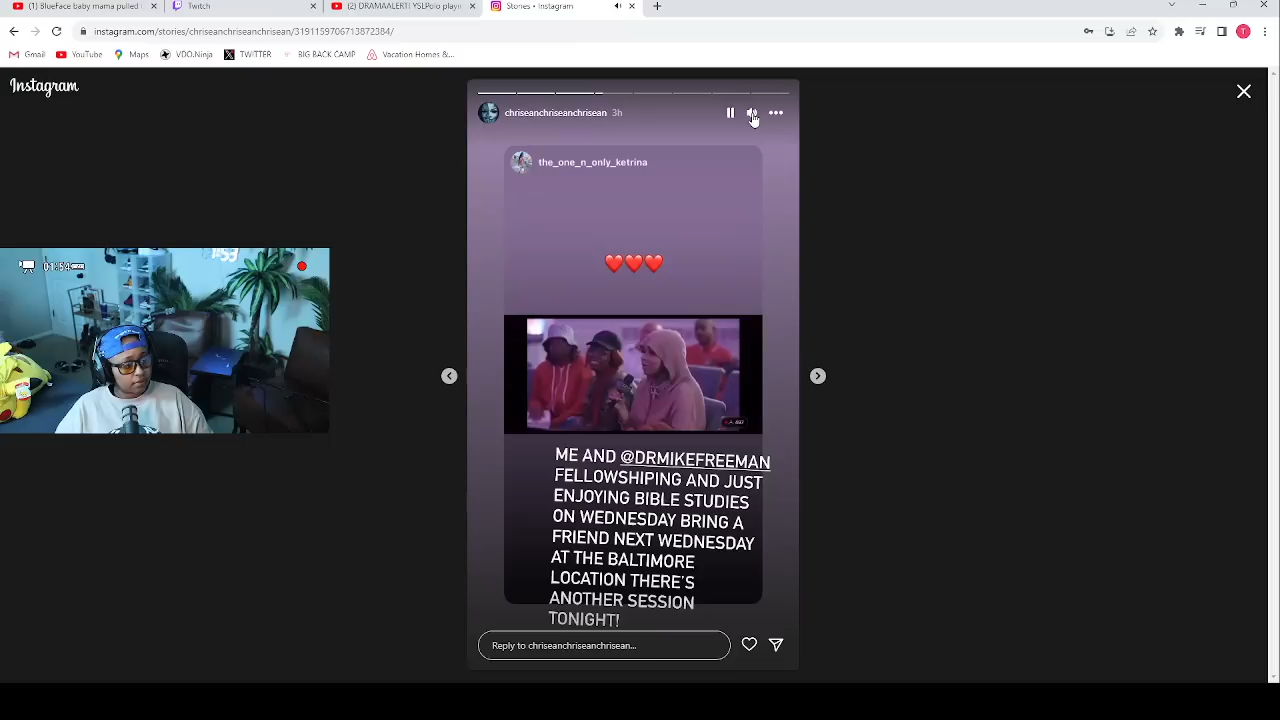 (1) BlueFace baby mama pulled
Twitch
(2) DRAMAALERT! YSLPolo playin
Stories • Instagram
instagram.com/stories/chriseanchriseanchrisean/3191159706713872384/
Gmail
YouTube
Maps
VDO.Ninja
TWITTER
BIG BACK CAMP
Vacation Homes &...
Instagram
chriseanchriseanchrisean 3h
the_one_n_only_ketrina
01:54
ME AND @DRMIKEFREEMAN
FELLOWSHIPING AND JUST
ENJOYING BIBLE STUDIES
ON WEDNESDAY BRING A
FRIEND NEXT WEDNESDAY
AT THE BALTIMORE
LOCATION THERE'S
ANOTHER SESSION
TONIGHT!
Reply to chriseanchriseanchrisean...